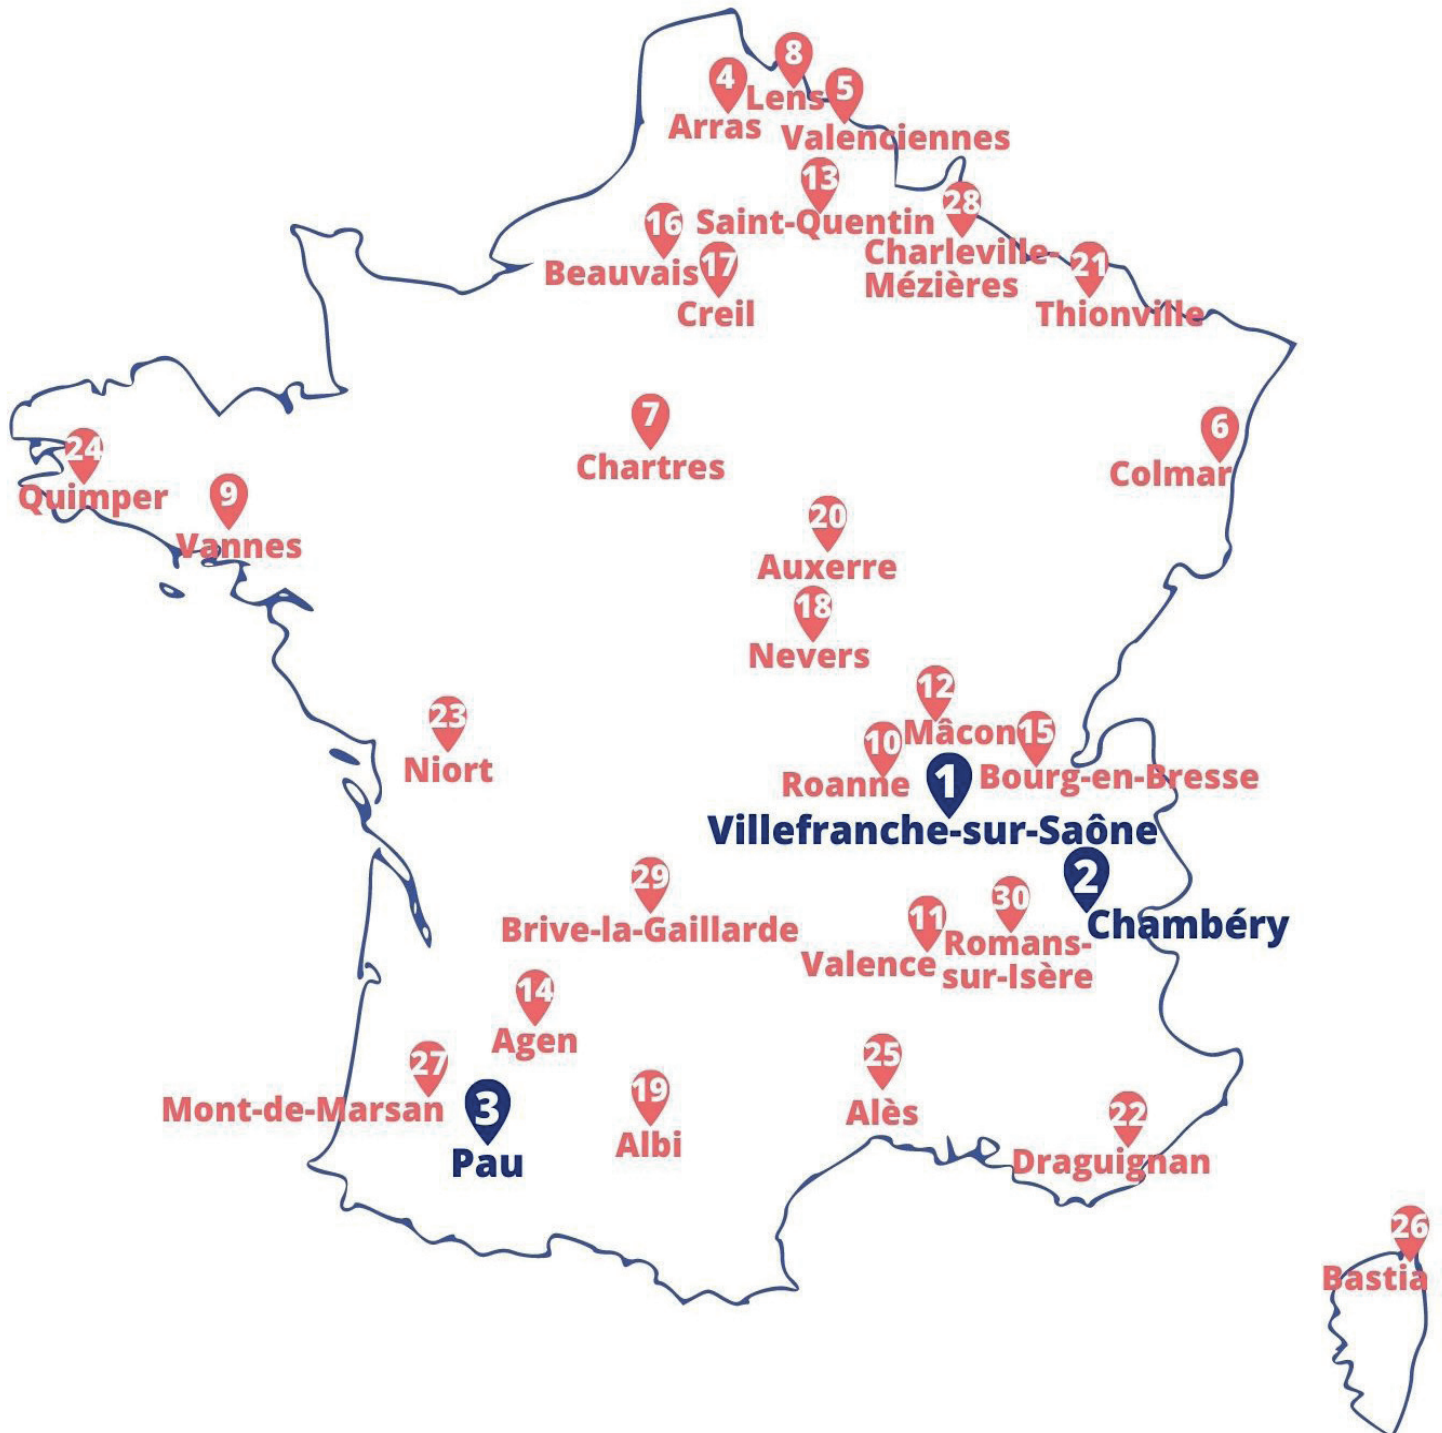 8
4
5
Lens
Arras
Valenciennes
13
28
16
Saint-Quentin
Charleville-
Mézières
17
21
Beauvais
Creil
Thionville
7
6
Chartres
Colmar
24
Quimper
9
Vannes
20
Auxerre
18
Nevers
12
23
Mâcon
15
10
Niort
Roanne
1
Bourg-en-Bresse
Villefranche-sur-Saône
2
29
30
11
Chambéry
Brive-la-Gaillarde
Romans-
sur-Isère
Valence
14
Agen
27
25
19
3
Mont-de-Marsan
22
Alès
Albi
Pau
Draguignan
26
Bastia